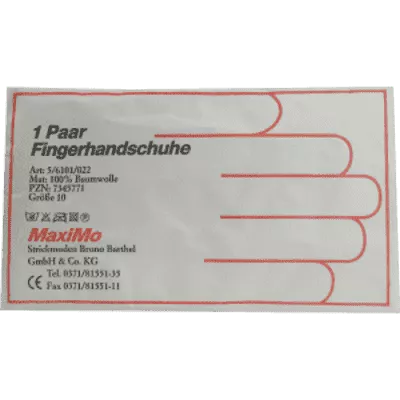 1 Paar
Fingerhandschuhe
Art: 5/6101/022
Mat: 100% Baumwolle
PZN: 7345771
Größe 10
MaxiMo
Strickmoden Bruno Barthel
GmbH & Co. KG
CE Tel. 0371/81551-35
Fax 0371/81551-11